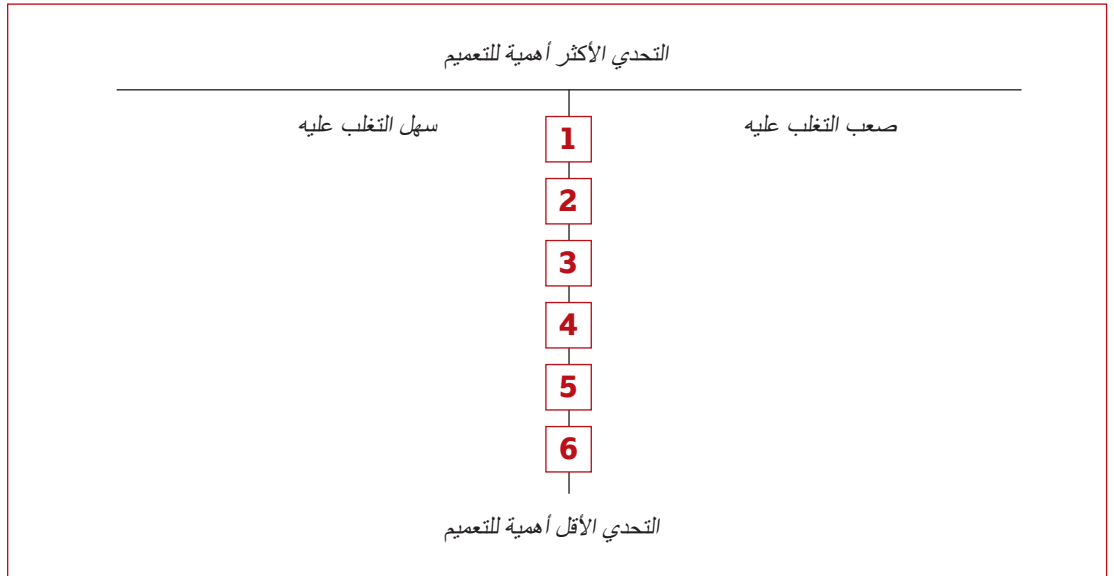 التحدي الأكثر أهمية للتعميم
صعب التغلب عليه
سهل التغلب عليه
1
2
3
4
5
6
التحدي الأقل أهمية للتعميم